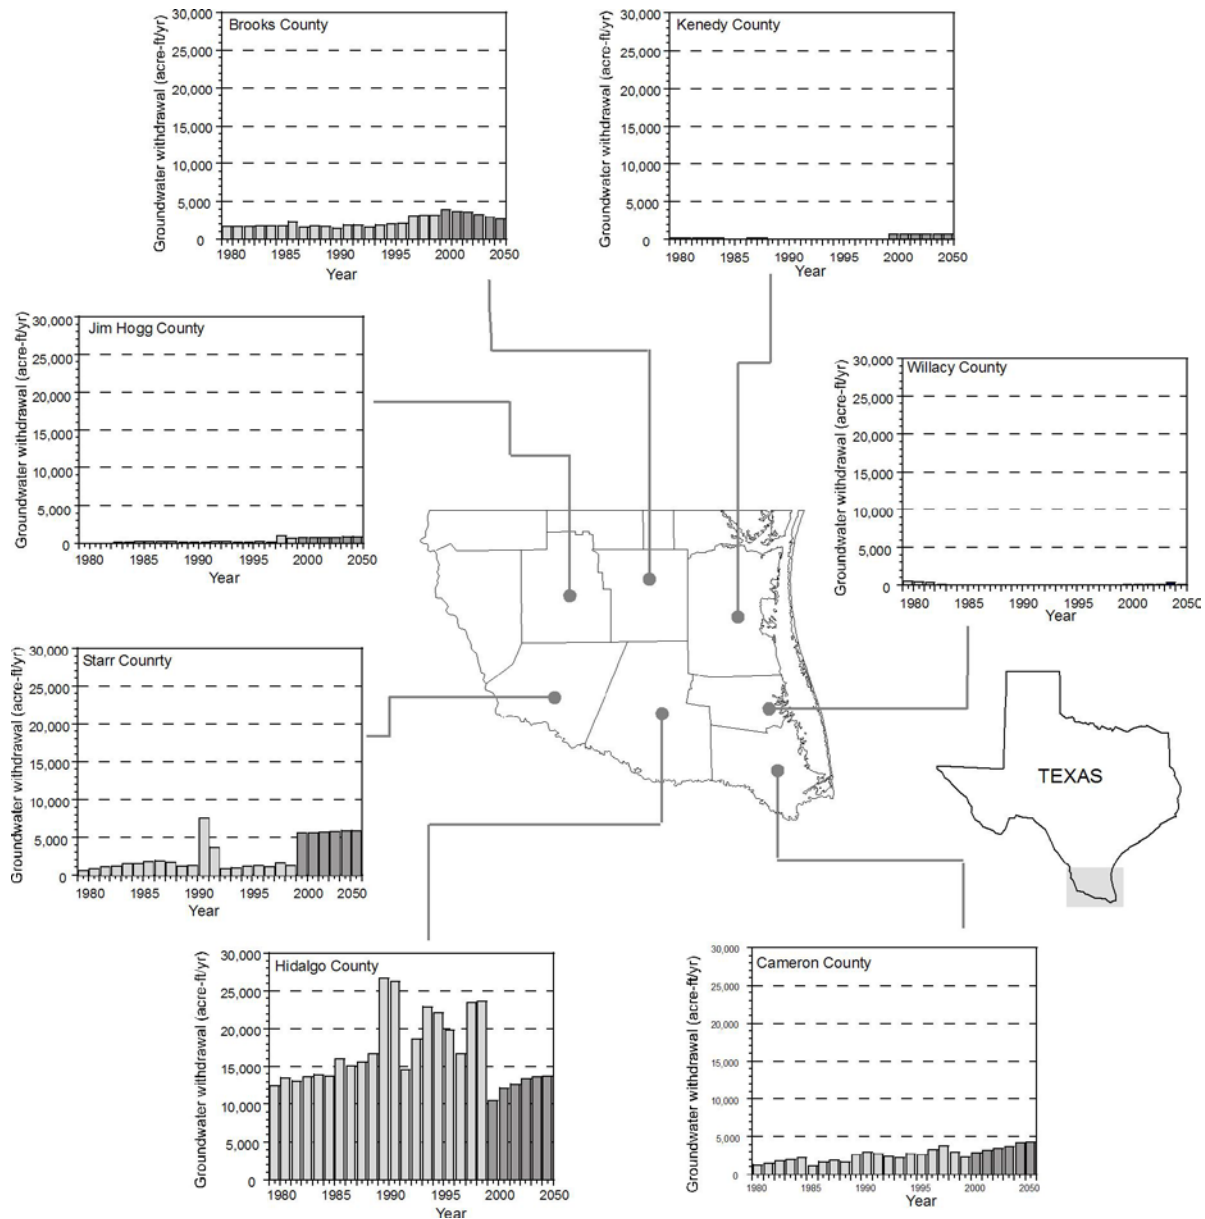 Brooks County
Groundwater withdrawal (acre-ft/yr)
30,000
25,000
20,000
15,000
10,000
5,000
0
1980 1985 1990 1995 2000 2050
Year
Kenedy County
Groundwater withdrawal (acre-ft/yr)
30,000
25,000
20,000
15,000
10,000
5,000
0
1980 1985 1990 1995 2000 2050
Year
Jim Hogg County
Groundwater withdrawal (acre-ft/yr)
30,000
25,000
20,000
15,000
10,000
5,000
0
1980 1985 1990 1995 2000 2050
Year
Willacy County
Groundwater withdrawal (acre-ft/yr)
30,000
25,000
20,000
15,000
10,000
5,000
0
1980 1985 1990 1995 2000 2050
Year
Starr Counrty
Groundwater withdrawal (acre-ft/yr)
30,000
25,000
20,000
15,000
10,000
5,000
0
1980 1985 1990 1995 2000 2050
Year
TEXAS
Hidalgo County
Groundwater withdrawal (acre-ft/yr)
30,000
25,000
20,000
15,000
10,000
5,000
0
1980 1985 1990 1995 2000 2050
Year
Cameron County
Groundwater withdrawal (acre-ft/yr)
30,000
25,000
20,000
15,000
10,000
5,000
0
1980 1985 1990 1995 2000 2050
Year